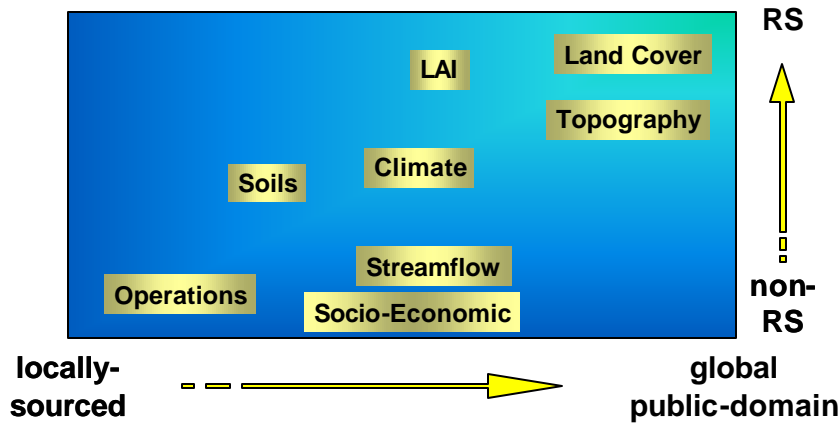 RS
Land Cover
LAI
Topography
Climate
Soils
Streamflow
Operations
Socio-Economic
non-
RS
locally-
sourced
global
public-domain